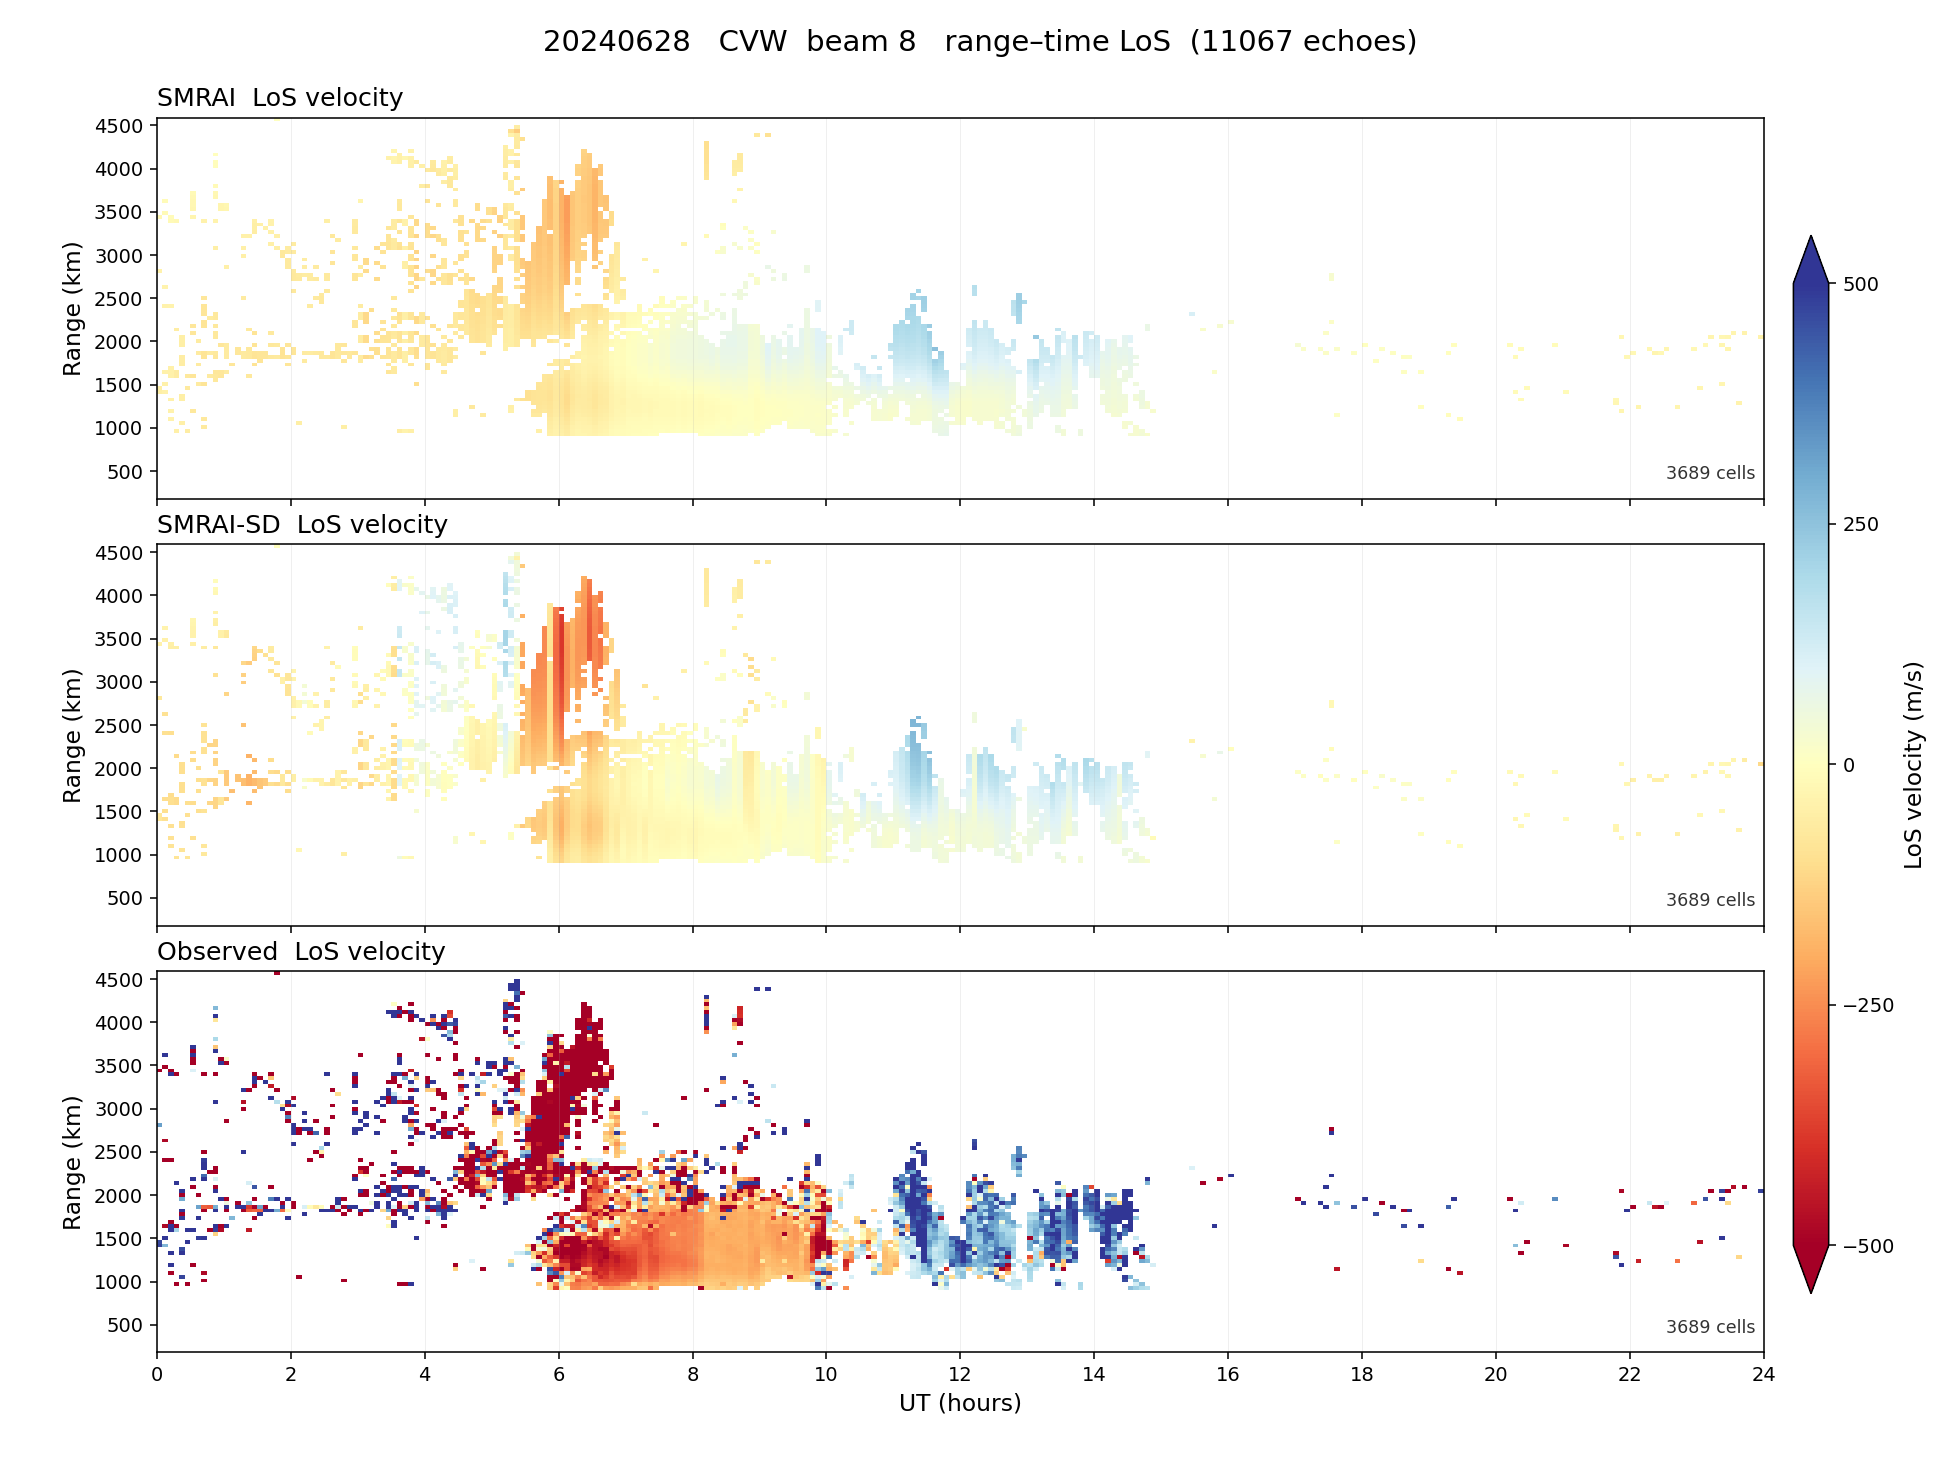 20240628   CVW  beam 8   range–time LoS  (11067 echoes)
SMRAI  LoS velocity
4500
4000
3500
3000
2500
2000
1500
1000
500
Range (km)
3689 cells
SMRAI-SD  LoS velocity
4500
4000
3500
3000
2500
2000
1500
1000
500
Range (km)
3689 cells
Observed  LoS velocity
4500
4000
3500
3000
2500
2000
1500
1000
500
Range (km)
3689 cells
0 2 4 6 8 10 12 14 16 18 20 22 24
UT (hours)
500
250
0
−250
−500
LoS velocity (m/s)